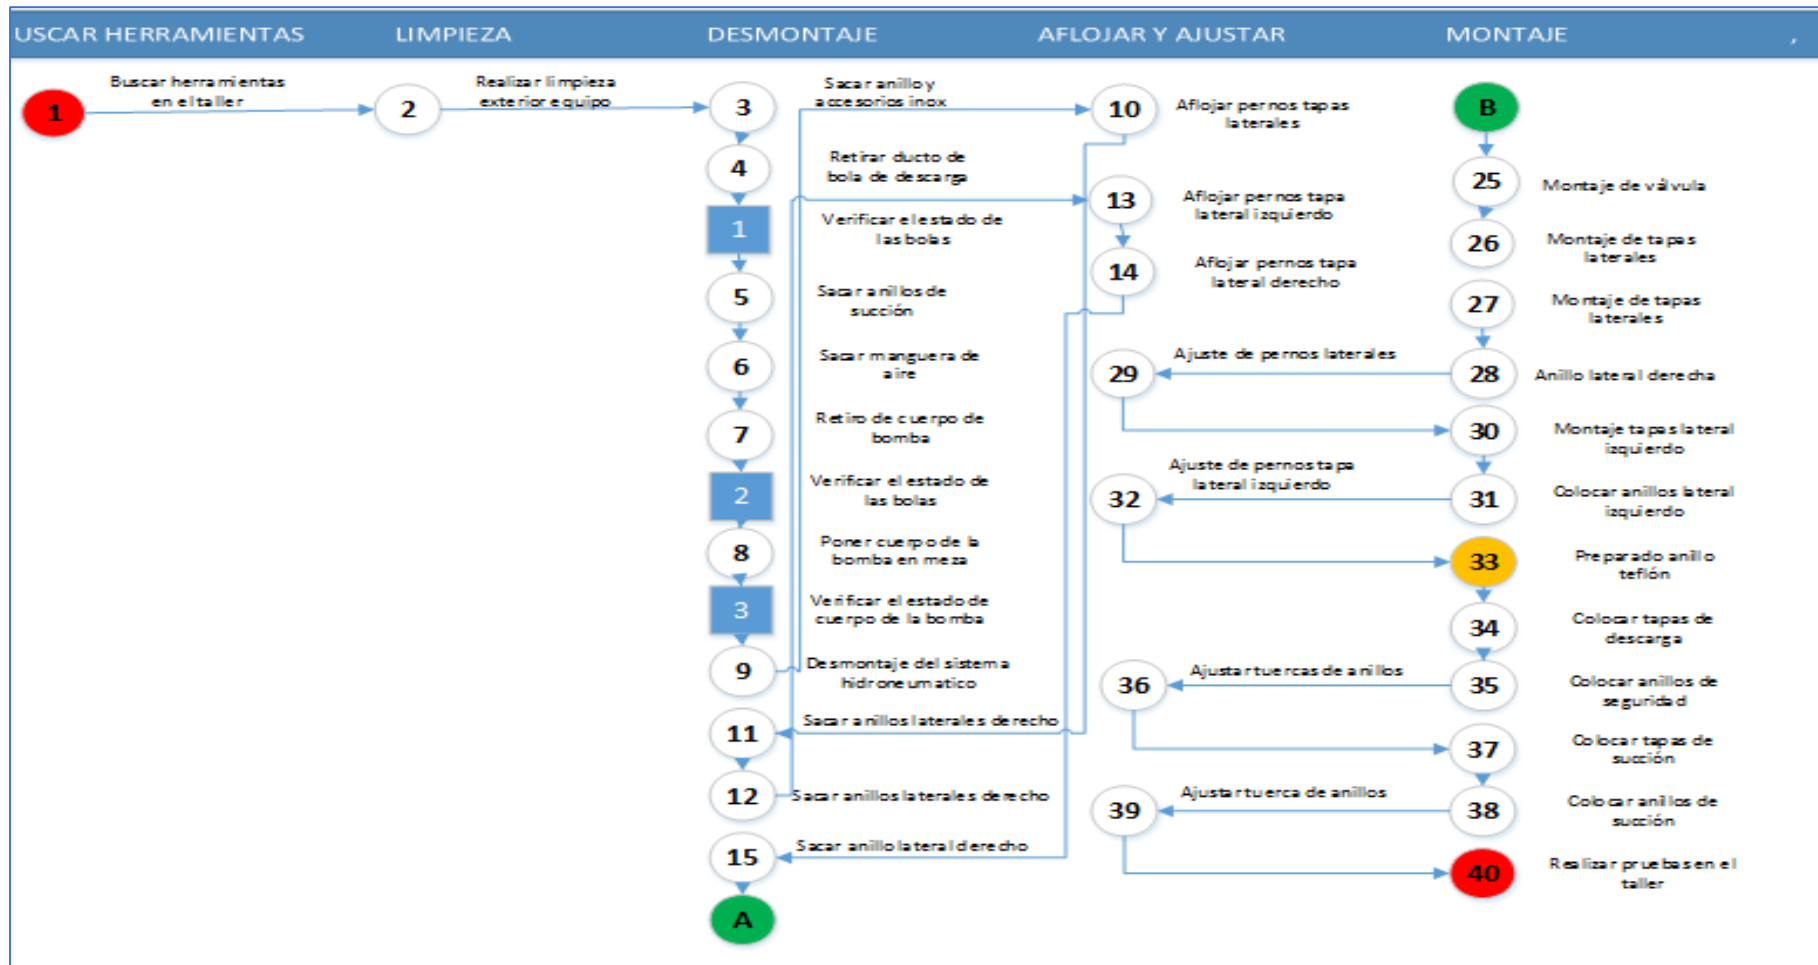 USCAR HERRAMIENTAS
LIMPIEZA
DESMONTAJE
AFLOJAR Y AJUSTAR
MONTAJE
,
1
Buscar herramientas
en el taller
2
Realizar limpieza
exterior equipo
3
Sacar anillo y
accesorios inox
4
Retirar ducto de
bola de descarga
1
Verificar el estado de
las bolas
5
Sacar anillos de
succión
6
Sacar manguera de
aire
7
Retiro de cuerpo de
bomba
2
Verificar el estado de
las bolas
8
Poner cuerpo de la
bomba en meza
3
Verificar el estado de
cuerpo de la bomba
9
Desmontaje del sistema
hidroneumatico
11
Sacar anillos laterales derecho
12
Sacar anillos laterales derecho
15
Sacar anillo lateral derecho
A
10
Aflojar pernos tapas
laterales
13
Aflojar pernos tapa
lateral izquierdo
14
Aflojar pernos tapa
lateral derecho
29
Ajuste de pernos laterales
32
Ajuste de pernos tapa
lateral izquierdo
36
Ajustar tuercas de anillos
39
Ajustar tuerca de anillos
B
25
Montaje de válvula
26
Montaje de tapas
laterales
27
Montaje de tapas
laterales
28
Anillo lateral derecha
30
Montaje tapas lateral
izquierdo
31
Colocar anillos lateral
izquierdo
33
Preparado anillo
teflón
34
Colocar tapas de
descarga
35
Colocar anillos de
seguridad
37
Colocar tapas de
succión
38
Colocar anillos de
succión
40
Realizar pruebas en el
taller